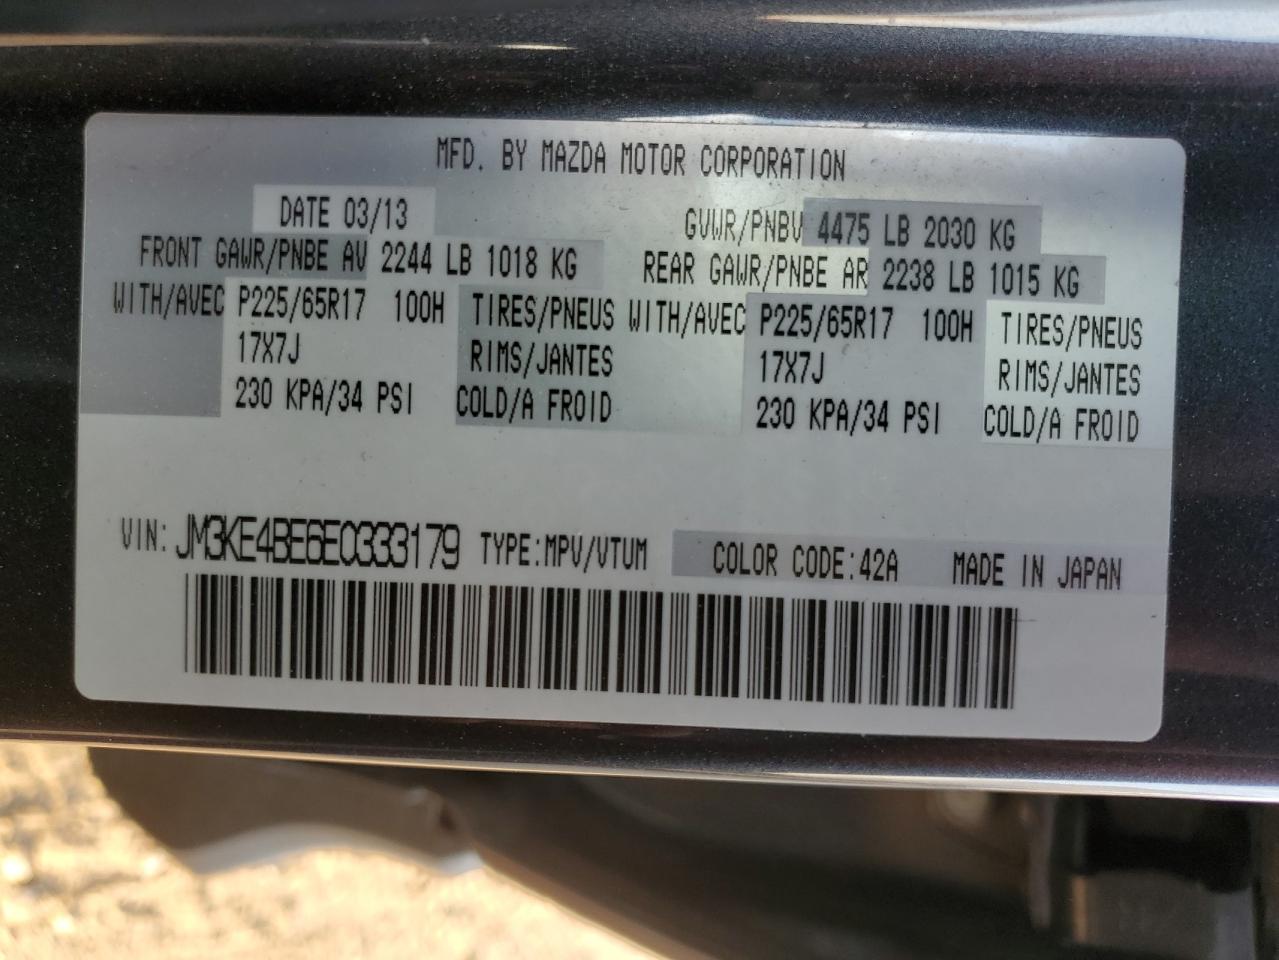 MFD. BY MAZDA MOTOR CORPORATION
DATE 03/13 GVWR/PNBV 4475 LB 2030 KG
FRONT GAWR/PNBE AV 2244 LB 1018 KG REAR GAWR/PNBE AR 2238 LB 1015 KG
WITH/AVEC P225/65R17 100H TIRES/PNEUS WITH/AVEC P225/65R17 100H TIRES/PNEUS
17X7J RIMS/JANTES 17X7J RIMS/JANTES
230 KPA/34 PSI COLD/A FROID 230 KPA/34 PSI COLD/A FROID
VIN: JM3KE4BE6E0333179 TYPE:MPV/VTUM COLOR CODE:42A MADE IN JAPAN